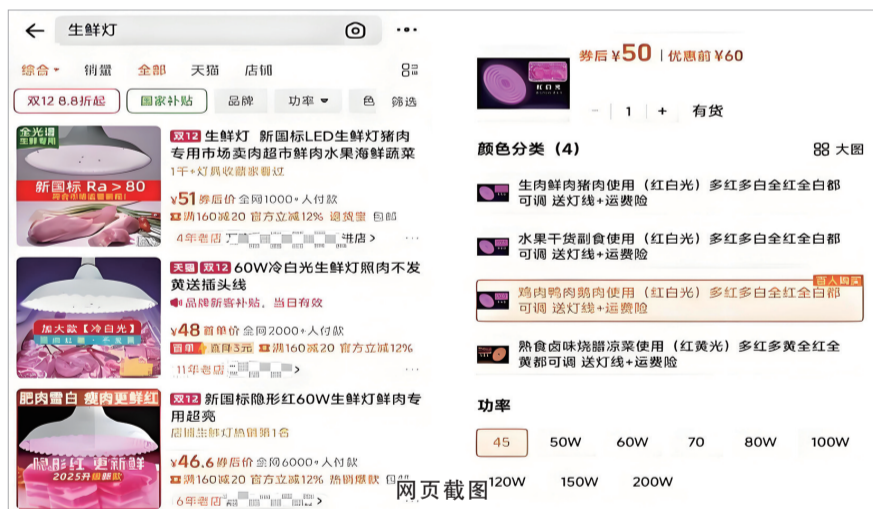 生鲜灯
综合 销量 全部 天猫 店铺
双12 8.8折起 国家补贴 品牌 功率 色 筛选
全光谱
生鲜专用
新国标 Ra>80
双12 生鲜灯 新国标LED生鲜灯猪肉
专用市场卖肉超市鲜肉水果海鲜蔬菜
¥51 券后价 全网1000+人付款
满160减20 官方立减12% 退货宝 包邮
4年老店 进店>
加大款【冷白光】
天猫 双12 60W冷白光生鲜灯照肉不发
黄送插头线
品牌新客补贴，当日有效
¥48 首单价 全网2000+人付款
首单 直降3元 满160减20 官方立减12%
11年老店 >
肥肉雪白 瘦肉更鲜红
隐形红 更新鲜
2025升级新款
双12 新国标隐形红60W生鲜灯鲜肉专
用超亮
¥46.6 券后价 全网6000+人付款
满160减20 官方立减12% 热销爆款
6年老店 >
券后 ¥50 | 优惠前 ¥60
红白光
− 1 + 有货
颜色分类（4） 大图
生肉鲜肉猪肉使用（红白光）多红多白全红全白都
可调 送灯线+运费险
水果干货副食使用（红白光）多红多白全红全白都
可调 送灯线+运费险
百人购买
鸡肉鸭肉鹅肉使用（红白光）多红多白全红全白都
可调 送灯线+运费险
熟食卤味烧腊凉菜使用（红黄光）多红多黄全红全
黄都可调 送灯线+运费险
功率
45 50W 60W 70 80W 100W
120W 150W 200W
网页截图